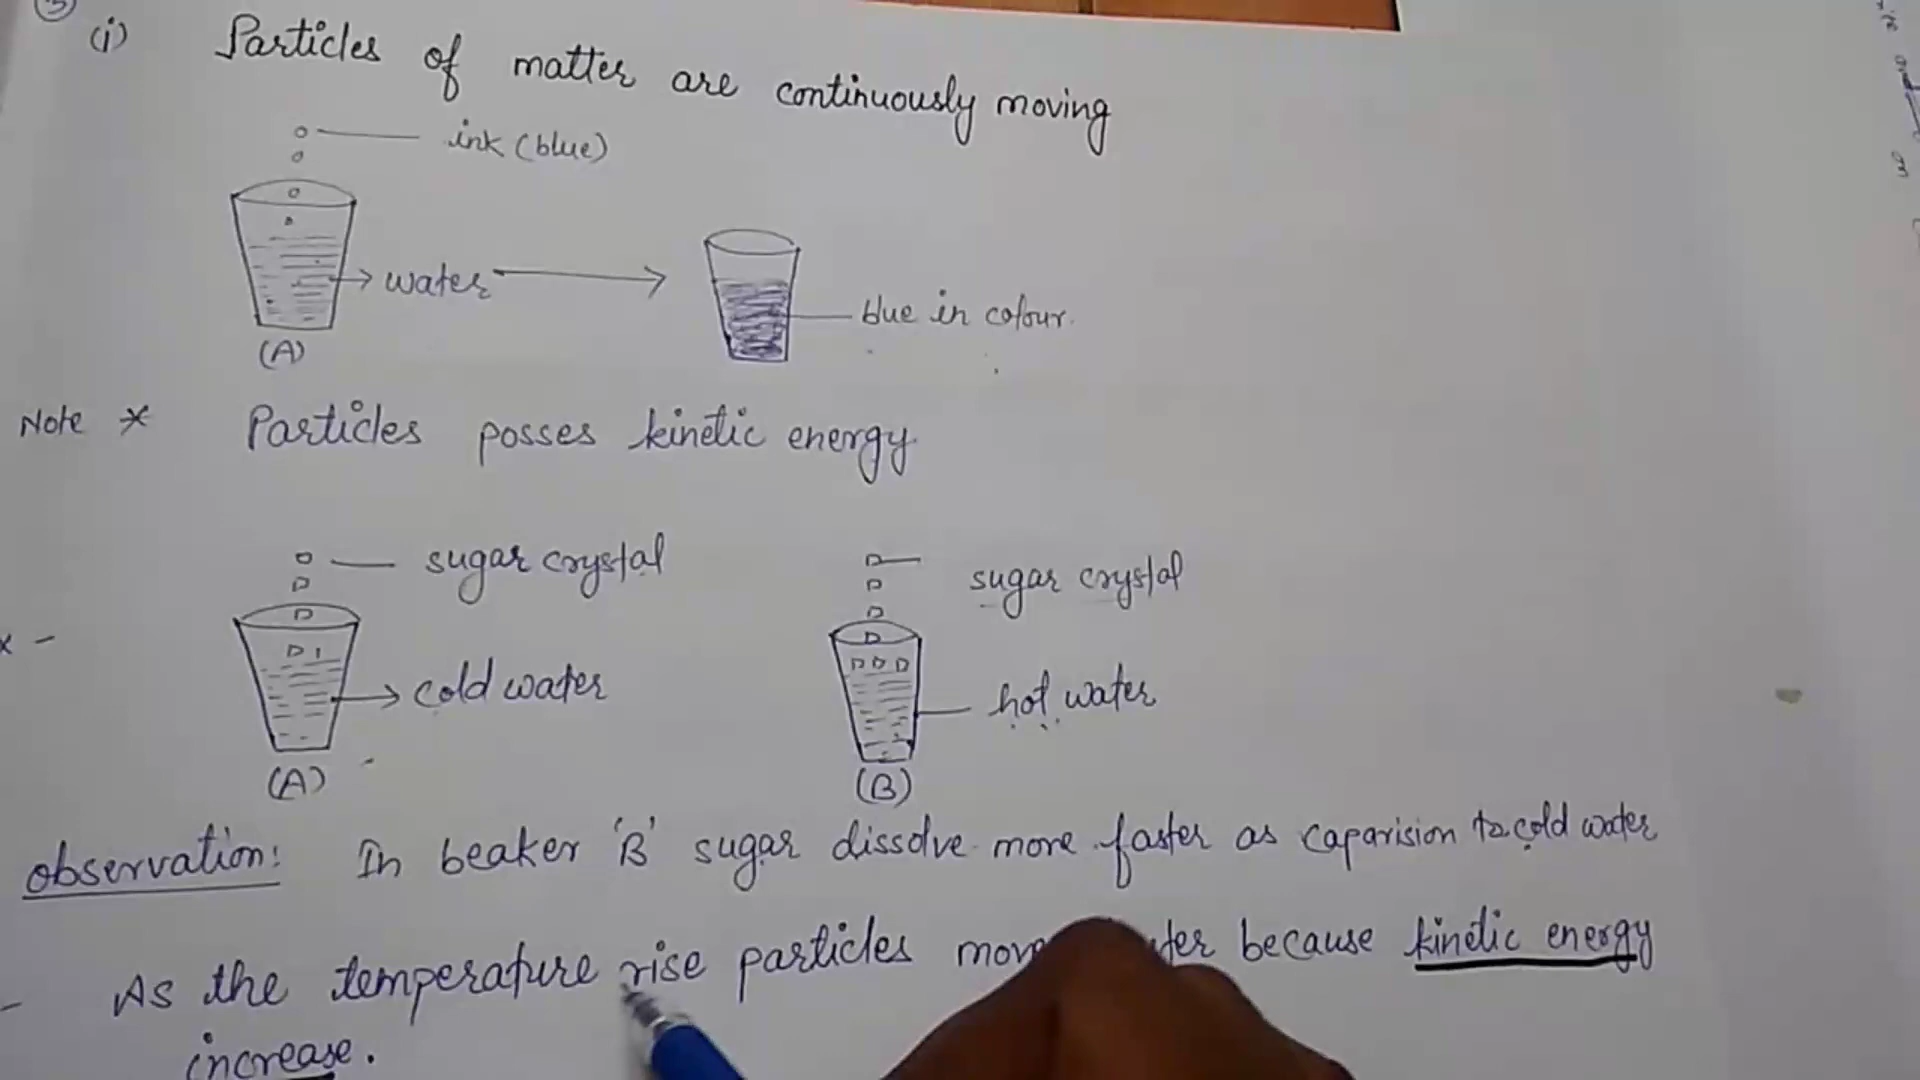 (i) Particles of matter are continuously moving
ink (blue)
water
blue in colour.
(A)
Note * Particles posses kinetic energy
sugar crystal
sugar crystal
cold water
hot water
(A)
(B)
observation: In beaker 'B' sugar dissolve more faster as caparision to cold water
- As the temperature rise particles because kinetic energy
increase.